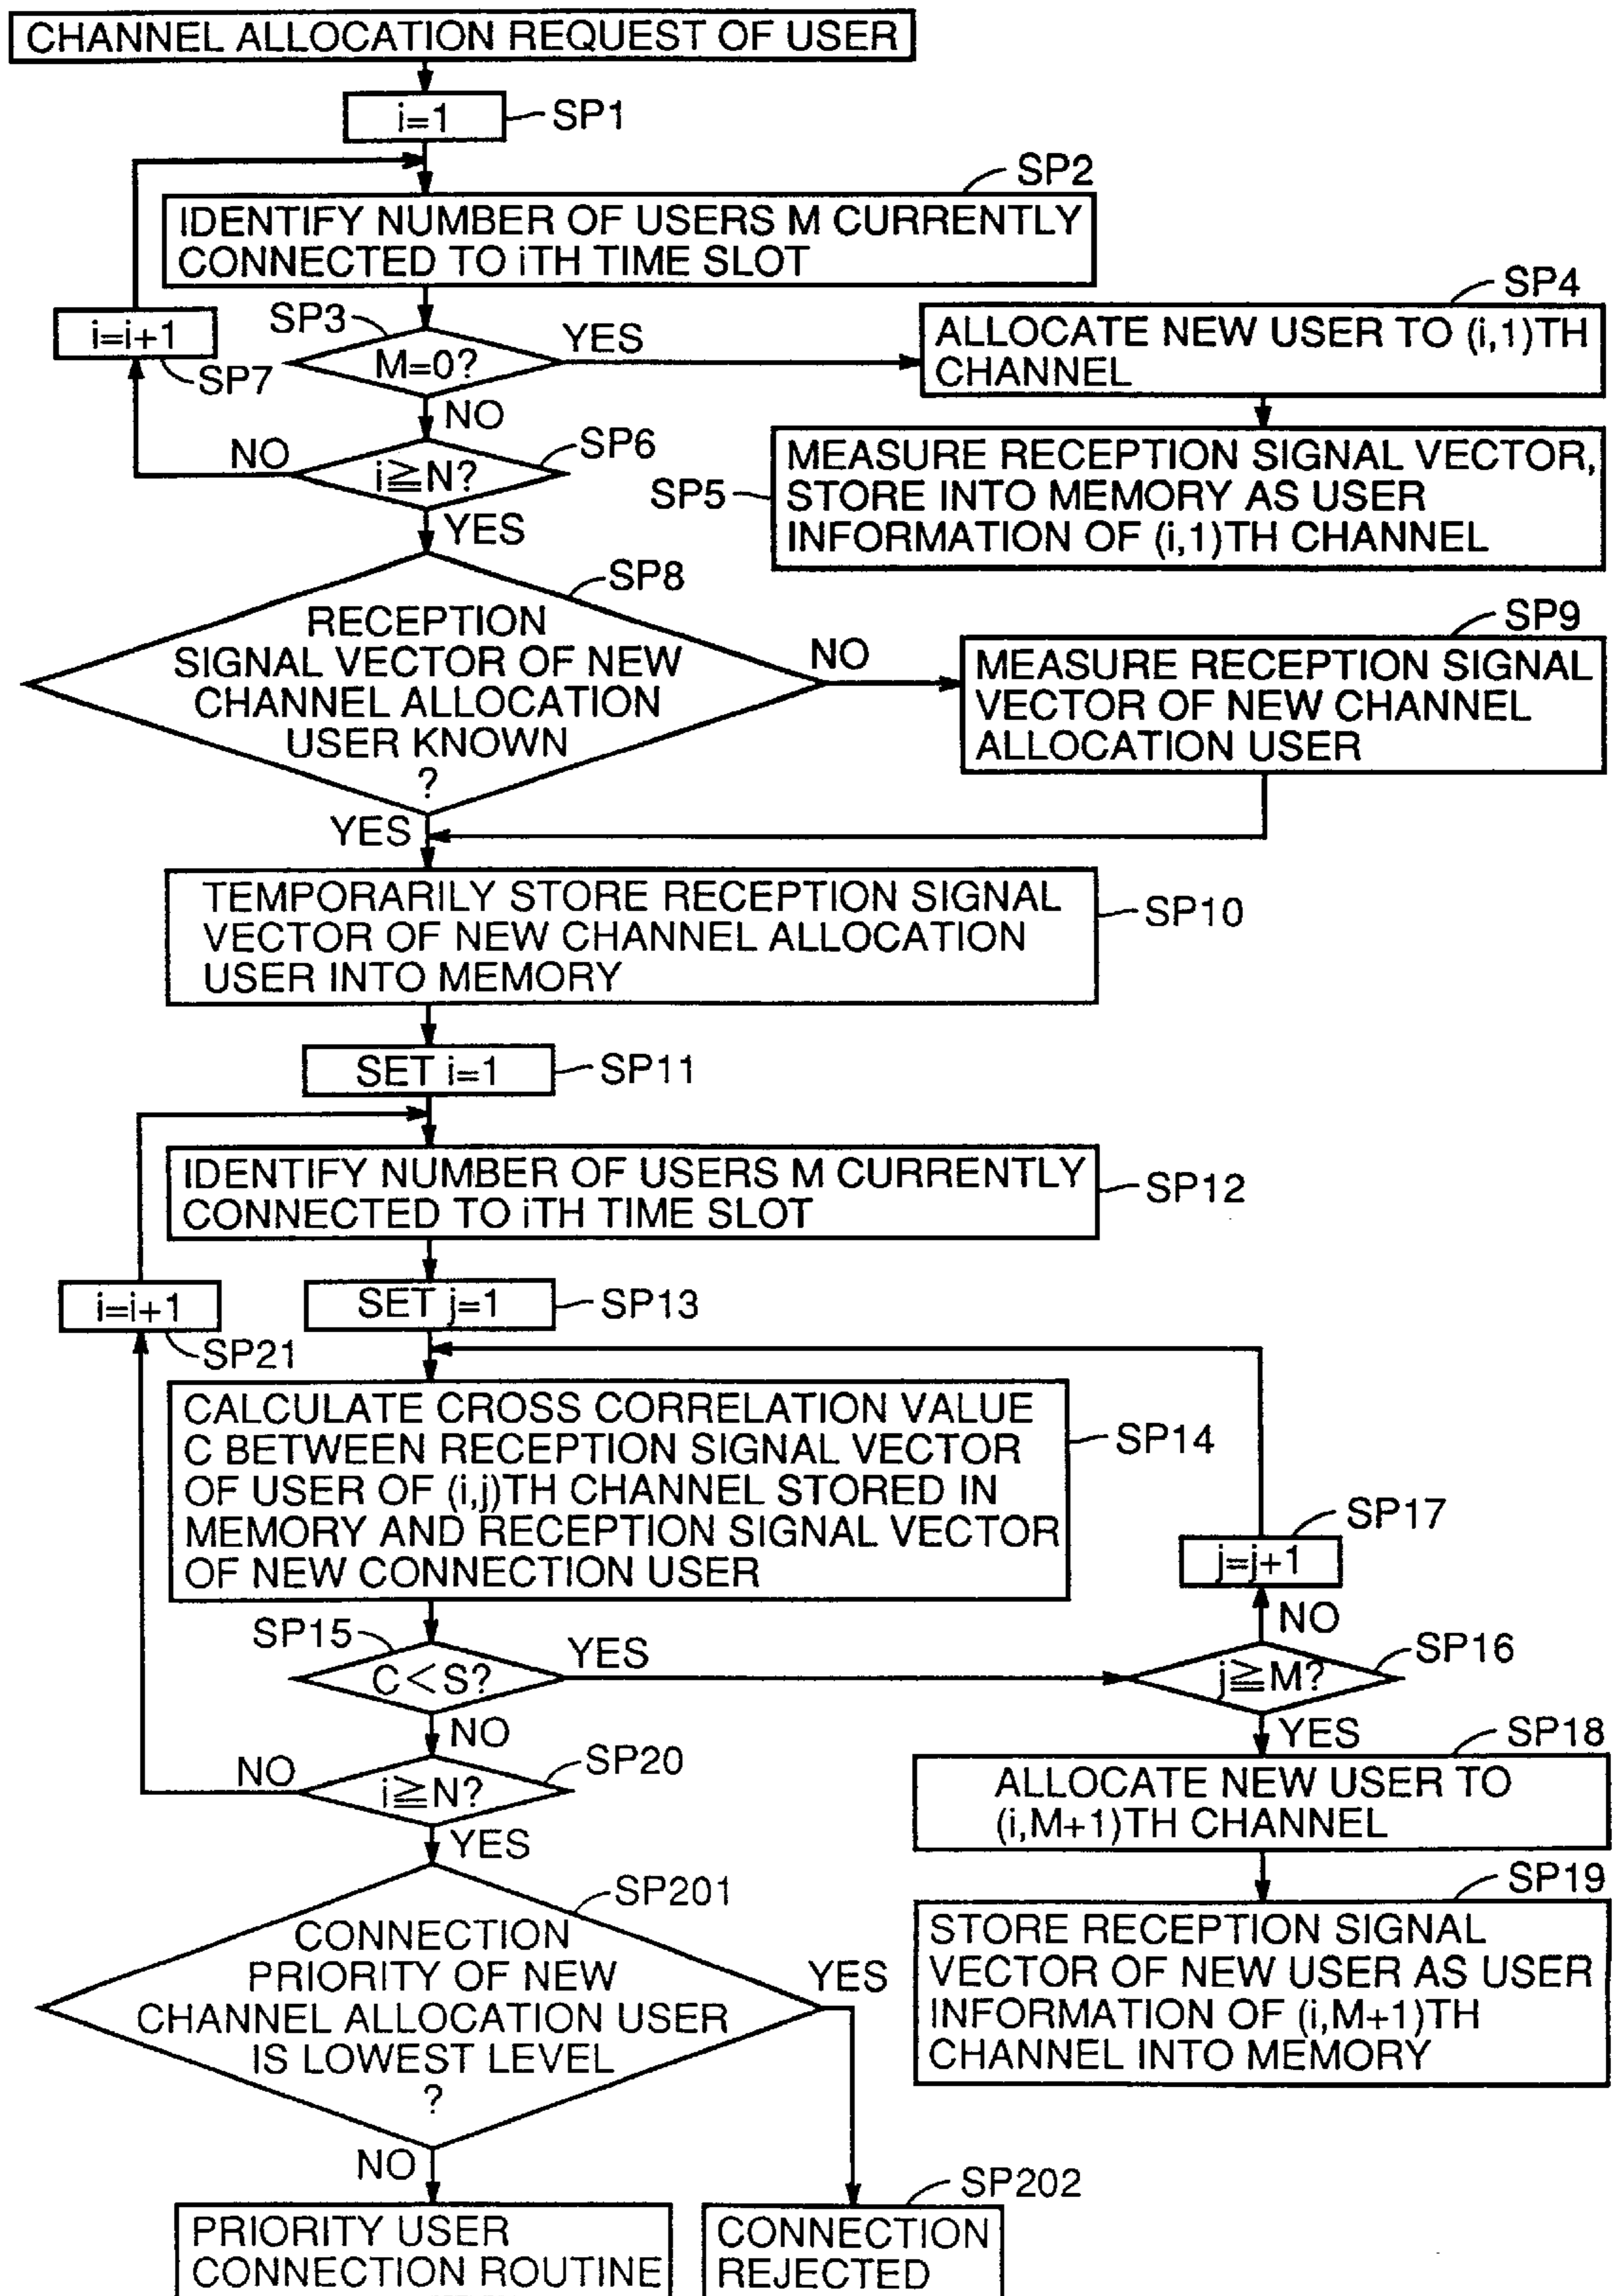 CHANNEL ALLOCATION REQUEST OF USER
i=1
SP1
SP2
IDENTIFY NUMBER OF USERS M CURRENTLY
CONNECTED TO iTH TIME SLOT
i=i+1
SP7
SP3
M=0?
YES
NO
SP4
ALLOCATE NEW USER TO (i,1)TH
CHANNEL
SP5
MEASURE RECEPTION SIGNAL VECTOR,
STORE INTO MEMORY AS USER
INFORMATION OF (i,1)TH CHANNEL
NO
i≧N?
SP6
YES
SP8
RECEPTION
SIGNAL VECTOR OF NEW
CHANNEL ALLOCATION
USER KNOWN
?
NO
SP9
MEASURE RECEPTION SIGNAL
VECTOR OF NEW CHANNEL
ALLOCATION USER
YES
TEMPORARILY STORE RECEPTION SIGNAL
VECTOR OF NEW CHANNEL ALLOCATION
USER INTO MEMORY
SP10
SET i=1
SP11
IDENTIFY NUMBER OF USERS M CURRENTLY
CONNECTED TO iTH TIME SLOT
SP12
i=i+1
SP21
SET j=1
SP13
CALCULATE CROSS CORRELATION VALUE
C BETWEEN RECEPTION SIGNAL VECTOR
OF USER OF (i,j)TH CHANNEL STORED IN
MEMORY AND RECEPTION SIGNAL VECTOR
OF NEW CONNECTION USER
SP14
SP17
j=j+1
NO
SP15
C<S?
YES
j≧M?
SP16
NO
YES
NO
i≧N?
SP20
YES
SP18
ALLOCATE NEW USER TO
(i,M+1)TH CHANNEL
SP19
STORE RECEPTION SIGNAL
VECTOR OF NEW USER AS USER
INFORMATION OF (i,M+1)TH
CHANNEL INTO MEMORY
SP201
CONNECTION
PRIORITY OF NEW
CHANNEL ALLOCATION USER
IS LOWEST LEVEL
?
YES
NO
SP202
PRIORITY USER
CONNECTION ROUTINE
CONNECTION
REJECTED